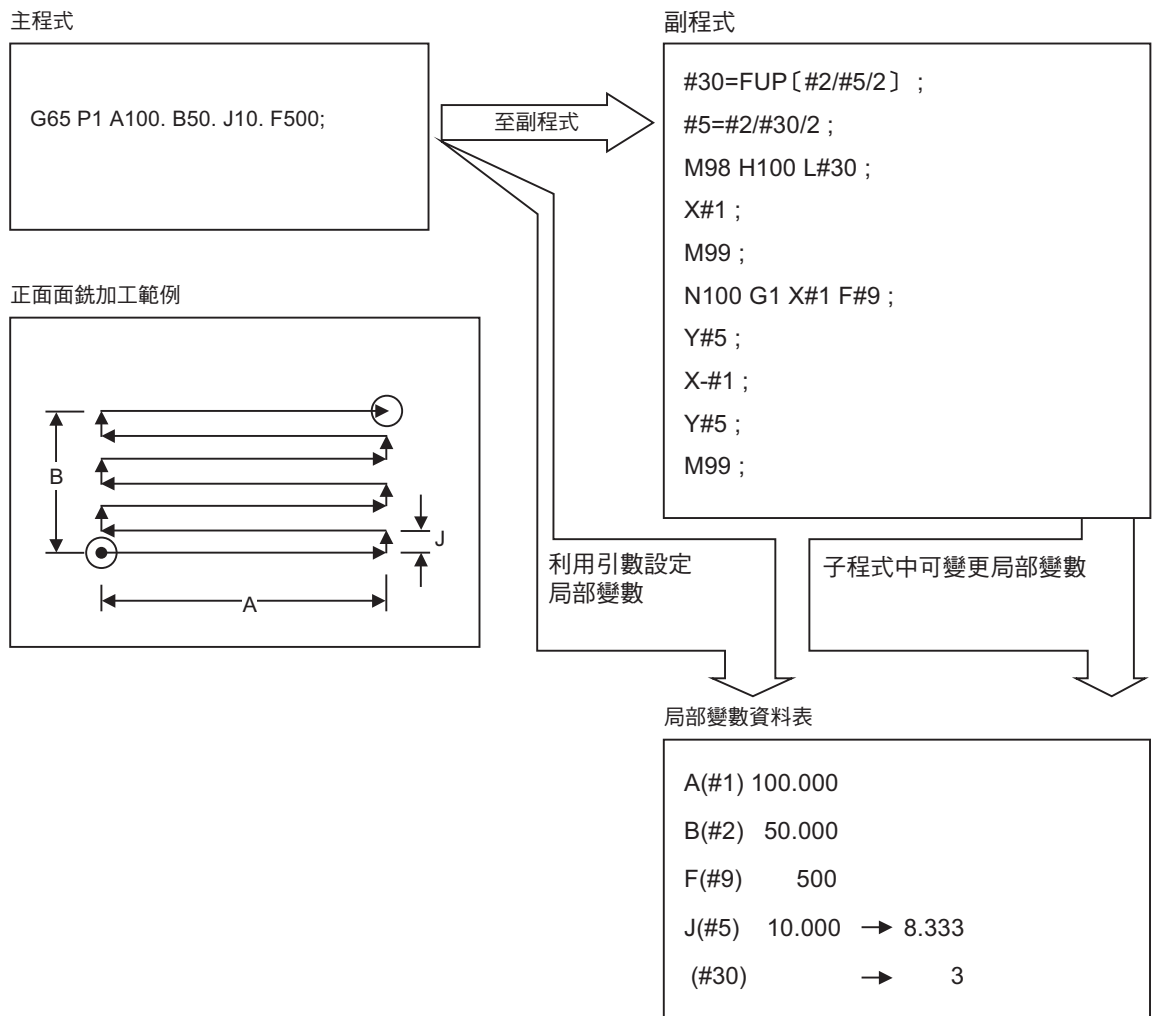 主程式
G65 P1 A100. B50. J10. F500;
至副程式
副程式
#30=FUP〔#2/#5/2〕 ;
#5=#2/#30/2 ;
M98 H100 L#30 ;
X#1 ;
M99 ;
N100 G1 X#1 F#9 ;
Y#5 ;
X-#1 ;
Y#5 ;
M99 ;
正面面銑加工範例
B
J
A
利用引數設定
局部變數
子程式中可變更局部變數
局部變數資料表
A(#1) 100.000
B(#2) 50.000
F(#9) 500
J(#5) 10.000 → 8.333
(#30) → 3